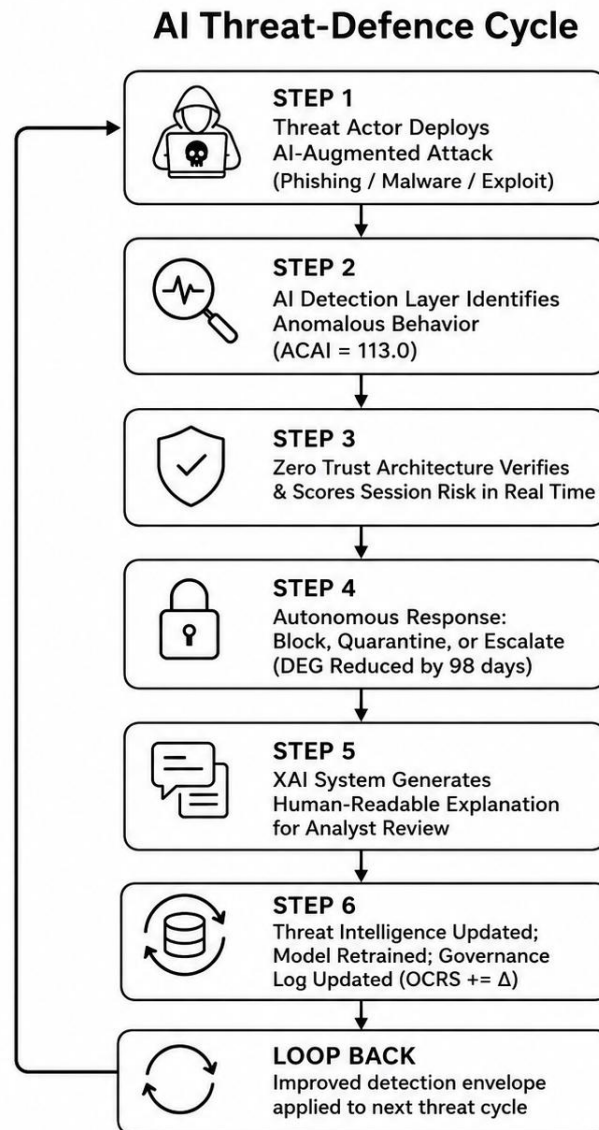 AI Threat-Defence Cycle
STEP 1
Threat Actor Deploys
AI-Augmented Attack
(Phishing / Malware / Exploit)
STEP 2
AI Detection Layer Identifies
Anomalous Behavior
(ACAI = 113.0)
STEP 3
Zero Trust Architecture Verifies
& Scores Session Risk in Real Time
STEP 4
Autonomous Response:
Block, Quarantine, or Escalate
(DEG Reduced by 98 days)
STEP 5
XAI System Generates
Human-Readable Explanation
for Analyst Review
STEP 6
Threat Intelligence Updated;
Model Retrained; Governance
Log Updated (OCRS += Δ)
LOOP BACK
Improved detection envelope
applied to next threat cycle